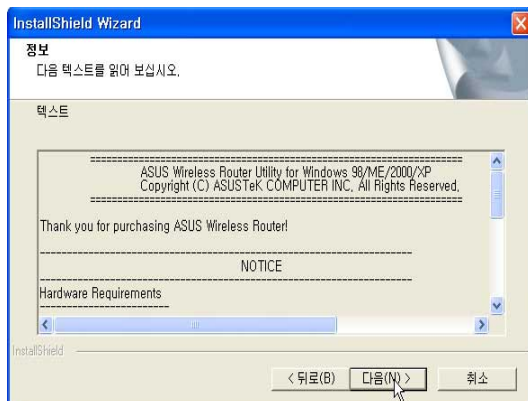 InstallShield Wizard
정보
다음 텍스트를 읽어 보십시오.
텍스트
==================================================
ASUS Wireless Router Utility for Windows 98/ME/2000/XP
Copyright (C) ASUSTeK COMPUTER INC, All Rights Reserved,
==================================================
Thank you for purchasing ASUS Wireless Router!
--------------------------------------------------
NOTICE
--------------------------------------------------
Hardware Requirements
------------------------
InstallShield
< 뒤로(B)
다음(N) >
취소